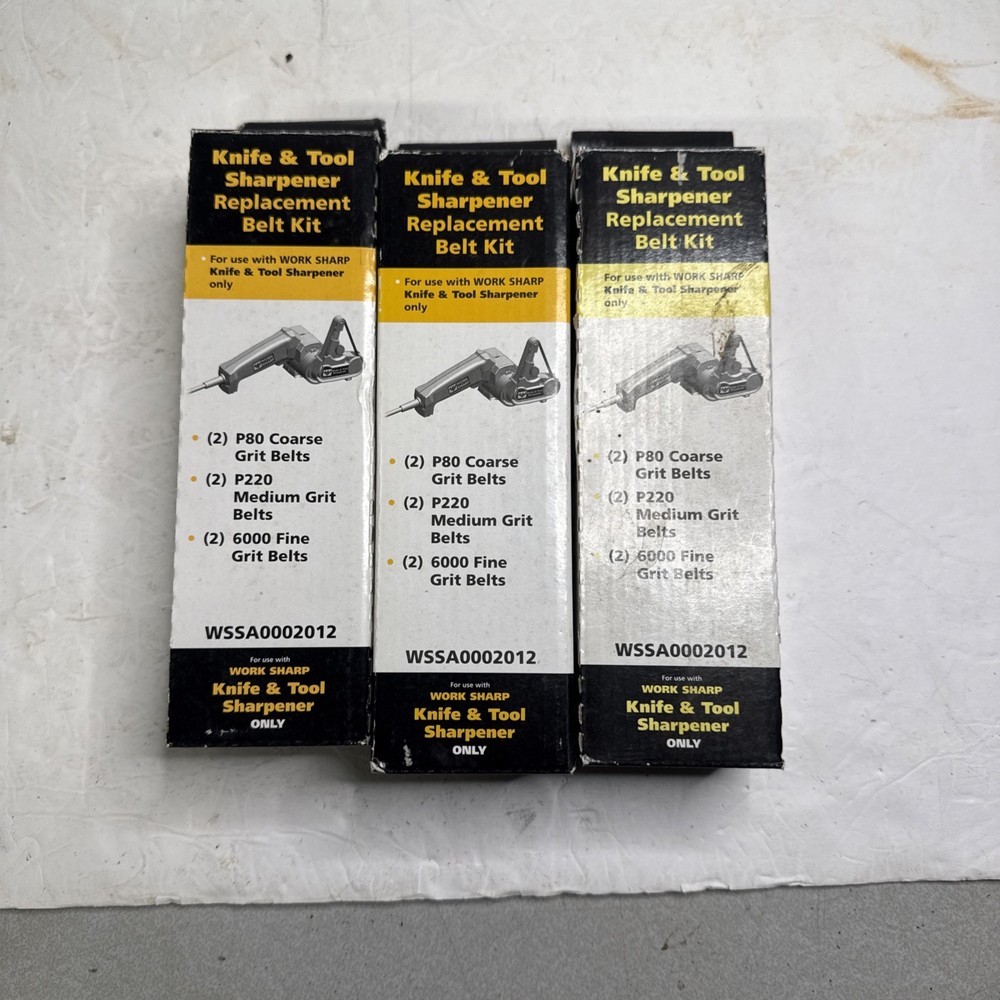 Knife & Tool
Sharpener
Replacement
Belt Kit
• For use with WORK SHARP
Knife & Tool Sharpener
only
• (2) P80 Coarse
Grit Belts
• (2) P220
Medium Grit
Belts
• (2) 6000 Fine
Grit Belts
WSSA0002012
For use with
WORK SHARP
Knife & Tool
Sharpener
ONLY
Knife & Tool
Sharpener
Replacement
Belt Kit
• For use with WORK SHARP
Knife & Tool Sharpener
only
• (2) P80 Coarse
Grit Belts
• (2) P220
Medium Grit
Belts
• (2) 6000 Fine
Grit Belts
WSSA0002012
For use with
WORK SHARP
Knife & Tool
Sharpener
ONLY
Knife & Tool
Sharpener
Replacement
Belt Kit
For use with WORK SHARP
Knife & Tool Sharpener
only
• (2) P80 Coarse
Grit Belts
• (2) P220
Medium Grit
Belts
• (2) 6000 Fine
Grit Belts
WSSA0002012
For use with
WORK SHARP
Knife & Tool
Sharpener
ONLY